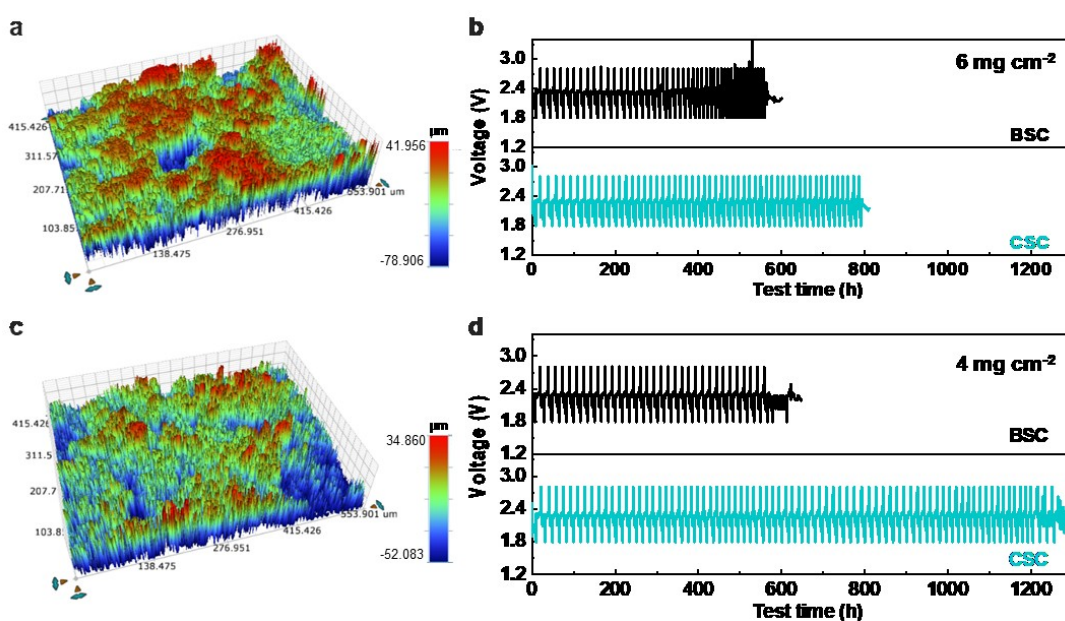 a
415.426
311.57
207.71
103.85
138.475
276.951
415.426
553.901 um
µm
41.956
-78.906
b
Voltage (V)
3.0
2.4
1.8
1.2
3.0
2.4
1.8
1.2
6 mg cm⁻²
BSC
CSC
0 200 400 600 800 1000 1200
Test time (h)
c
415.426
311.5
207.7
103.8
138.475
276.951
415.426
553.901 um
µm
34.860
-52.083
d
Voltage (V)
3.0
2.4
1.8
1.2
3.0
2.4
1.8
1.2
4 mg cm⁻²
BSC
CSC
0 200 400 600 800 1000 1200
Test time (h)